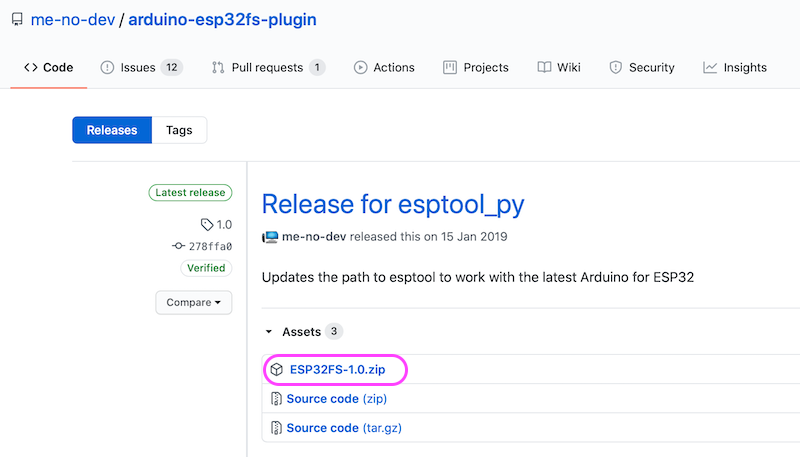 me-no-dev / arduino-esp32fs-plugin
Code Issues 12 Pull requests 1 Actions Projects Wiki Security Insights
Releases Tags
Latest release
1.0
278ffa0
Verified
Compare
Release for esptool_py
me-no-dev released this on 15 Jan 2019
Updates the path to esptool to work with the latest Arduino for ESP32
Assets 3
ESP32FS-1.0.zip
Source code (zip)
Source code (tar.gz)